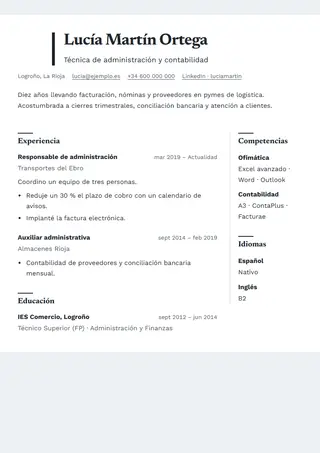 Lucía Martín Ortega
Técnica de administración y contabilidad
Logroño, La Rioja lucia@ejemplo.es +34 600 000 000 LinkedIn · luciamartin
Diez años llevando facturación, nóminas y proveedores en pymes de logística.
Acostumbrada a cierres trimestrales, conciliación bancaria y atención a clientes.
Experiencia
Responsable de administración mar 2019 – Actualidad
Transportes del Ebro
Coordino un equipo de tres personas.
• Reduje un 30 % el plazo de cobro con un calendario de
avisos.
• Implanté la factura electrónica.
Auxiliar administrativa sept 2014 – feb 2019
Almacenes Rioja
• Contabilidad de proveedores y conciliación bancaria
mensual.
Educación
IES Comercio, Logroño sept 2012 – jun 2014
Técnico Superior (FP) · Administración y Finanzas
Competencias
Ofimática
Excel avanzado ·
Word · Outlook
Contabilidad
A3 · ContaPlus ·
Facturae
Idiomas
Español
Nativo
Inglés
B2